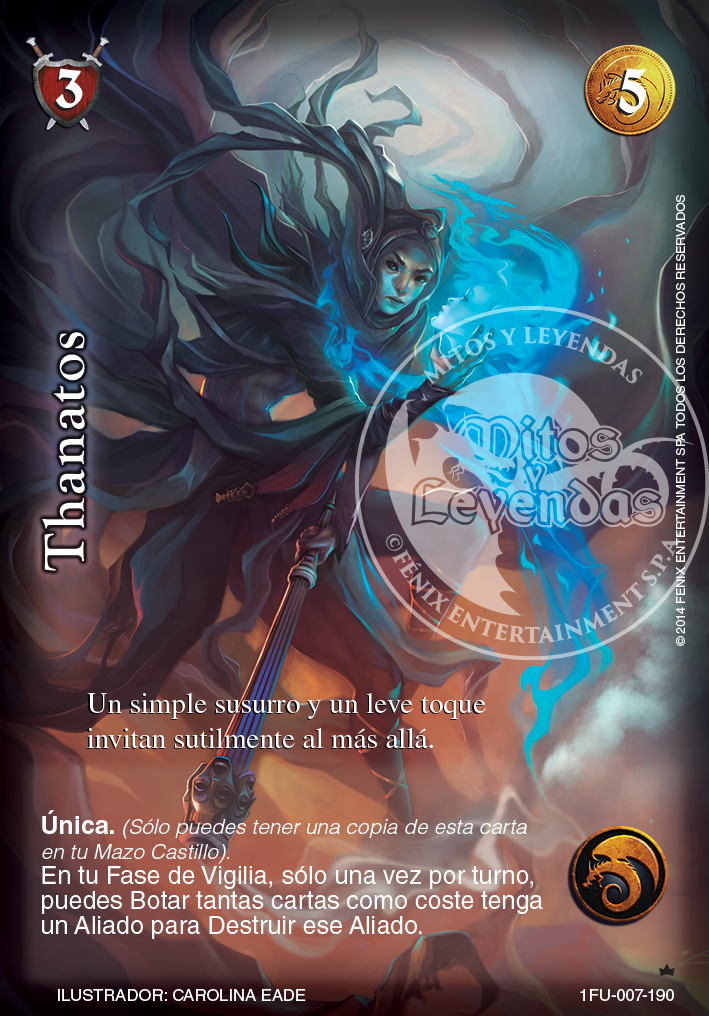 3
5
Thanatos
© 2014 FÉNIX ENTERTAINMENT SPA TODOS LOS DERECHOS RESERVADOS
MITOS Y LEYENDAS
Mitos
y
Leyendas
© FÉNIX ENTERTAINMENT S.P.A
Un simple susurro y un leve toque
invitan sutilmente al más allá.
Única. (Sólo puedes tener una copia de esta carta
en tu Mazo Castillo).
En tu Fase de Vigilia, sólo una vez por turno,
puedes Botar tantas cartas como coste tenga
un Aliado para Destruir ese Aliado.
ILUSTRADOR: CAROLINA EADE
1FU-007-190